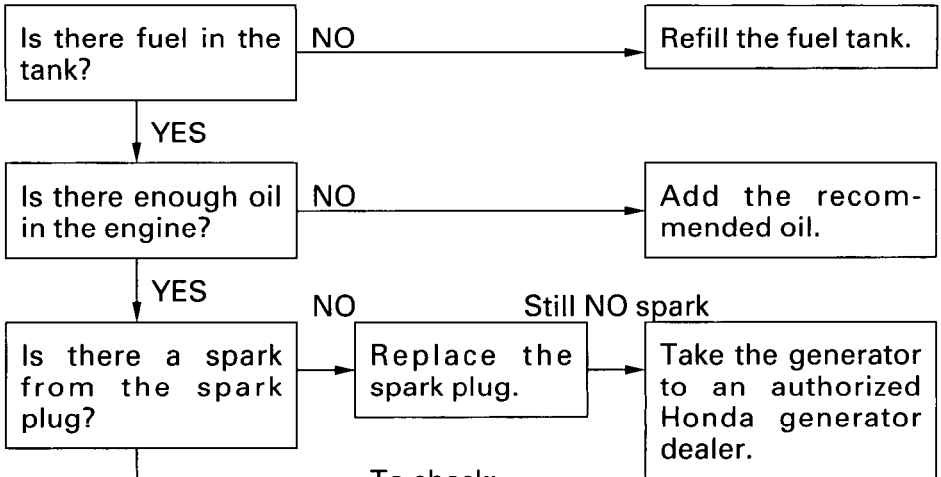 Is there fuel in the
tank?
NO
Refill the fuel tank.
YES
Is there enough oil
in the engine?
NO
Add the recom-
mended oil.
YES
NO
Still NO spark
Is there a spark
from the spark
plug?
Replace the
spark plug.
Take the generator
to an authorized
Honda generator
dealer.
To check: